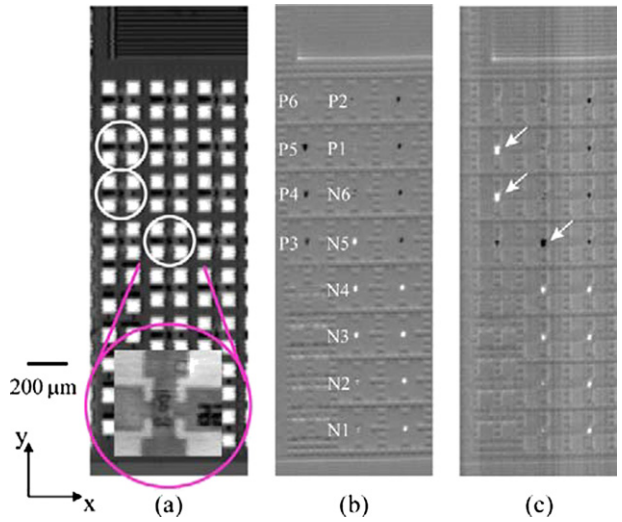 P6 P2
P5 P1
P4 N6
P3 N5
N4
N3
200 μm
N2
N1
y
x
(a) (b) (c)